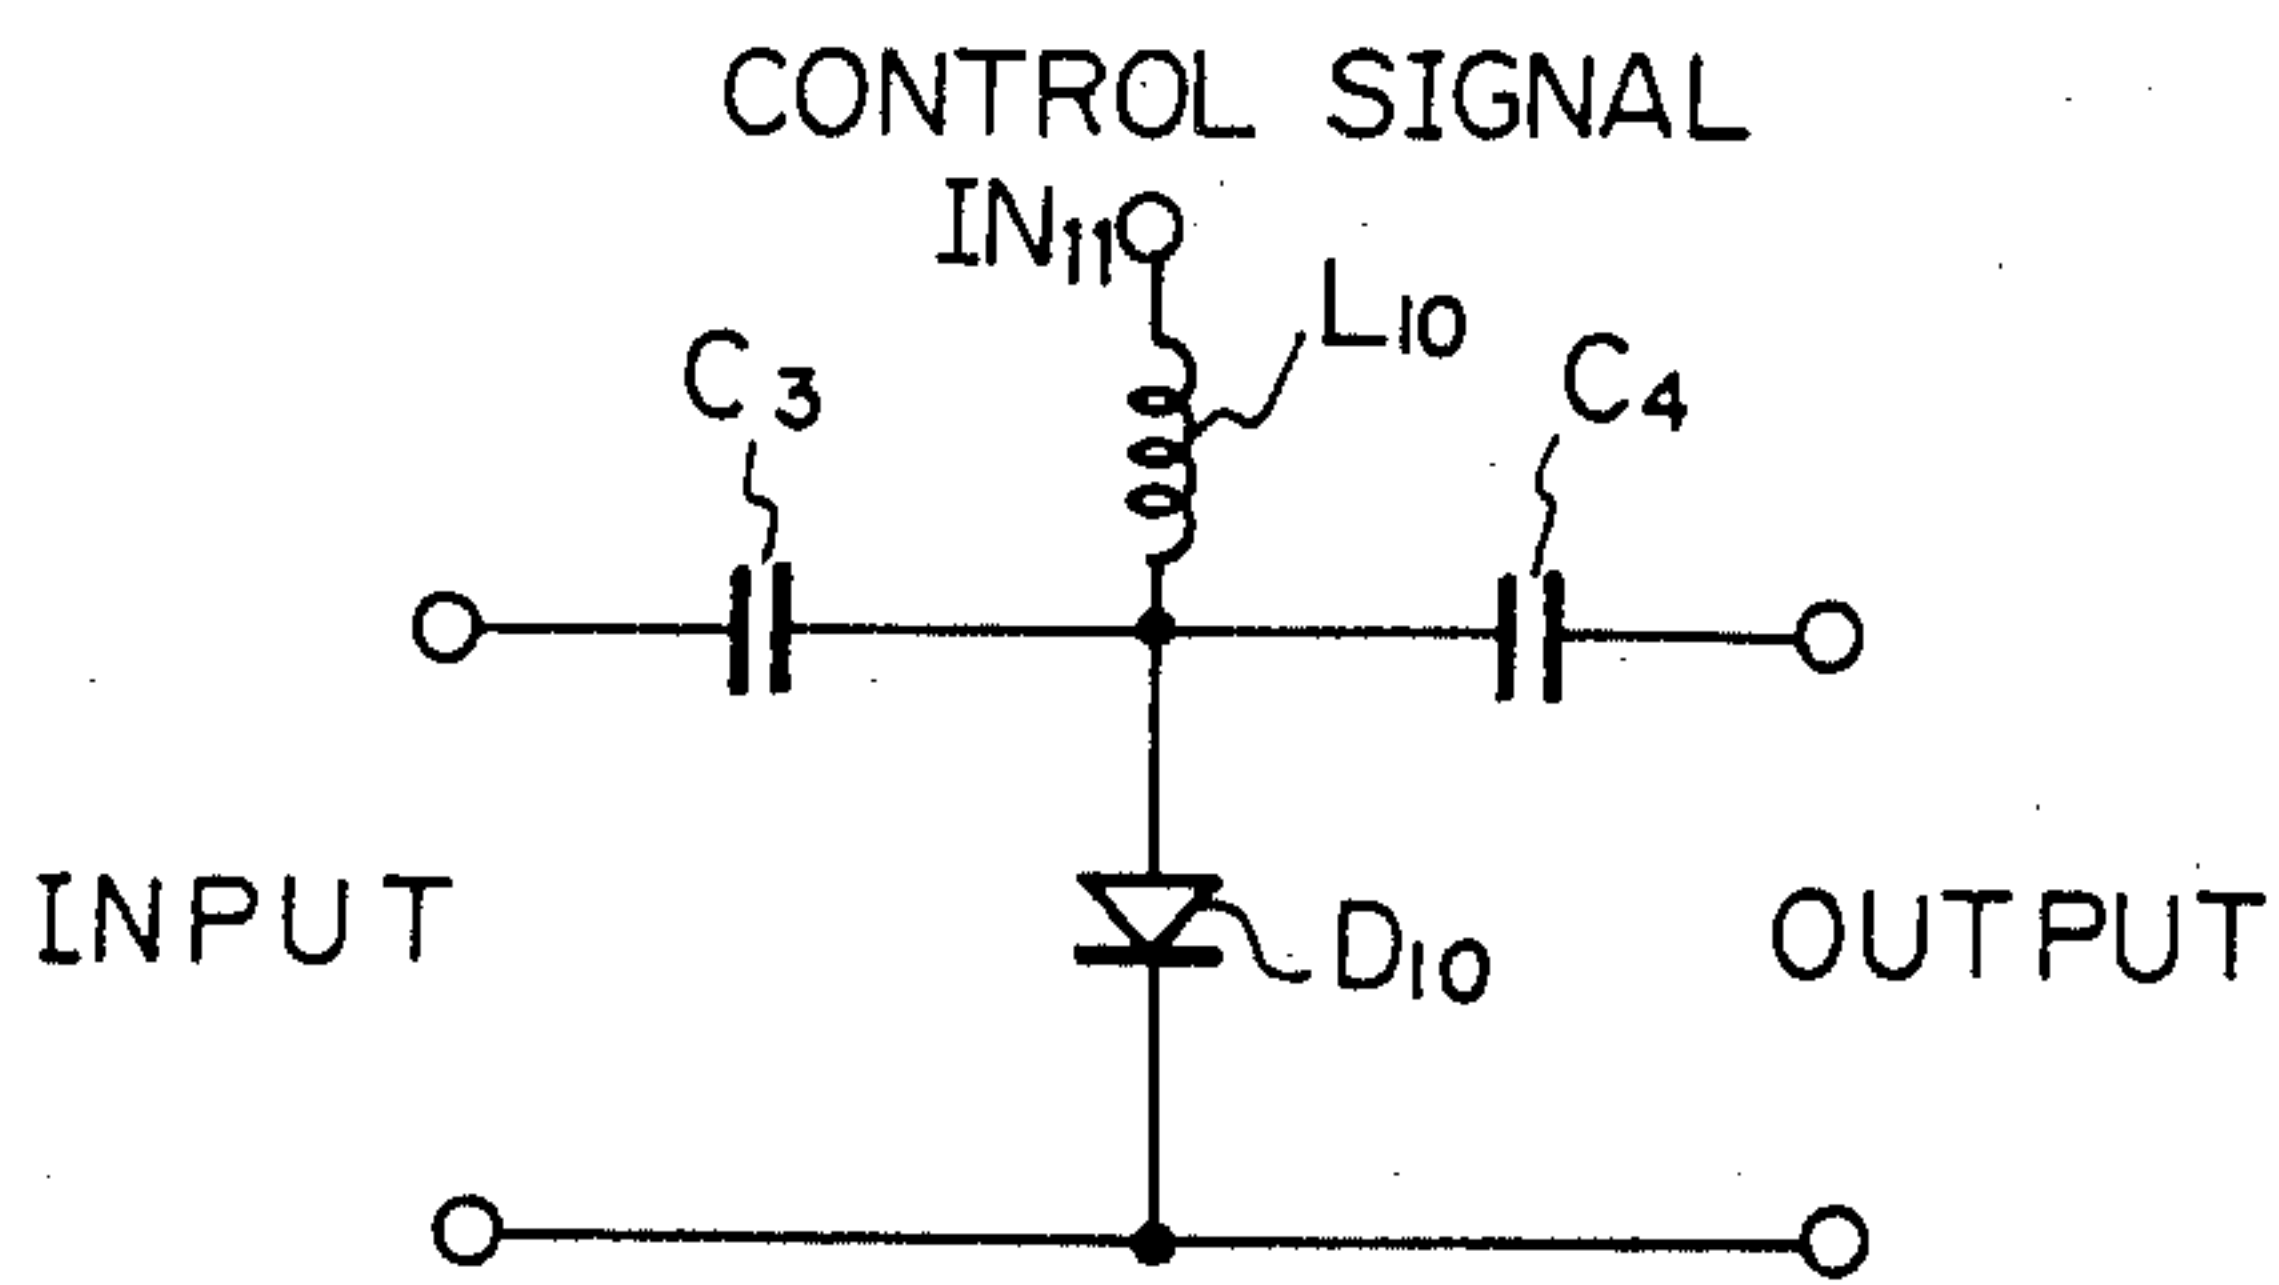 CONTROL SIGNAL
IN₁₁
L₁₀
C₃
C₄
INPUT
D₁₀
OUTPUT